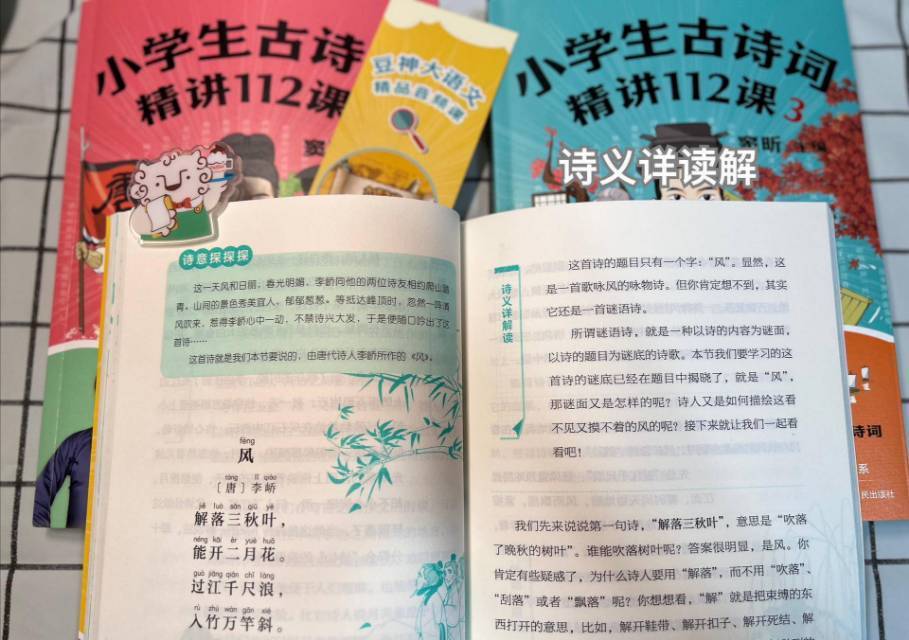 小学生古诗
精讲112课
窦
豆神大语文
精品音频课
小学生古诗词
精讲112课3
窦昕
诗义详读解
诗意探探探
这一天风和日丽，春光明媚，李峤同他的两位诗友相约爬山踏
青。山间的景色秀美宜人，郁郁葱葱。等抵达峰顶时，忽然一阵清
风吹来，惹得李峤心中一动，不禁诗兴大发，于是便随口吟出了这
首诗……
这首诗就是我们本节要说的，由唐代诗人李峤所作的《风》。
fēng
风
táng lǐ qiáo
〔唐〕李峤
jiě luò sān qiū yè
解落三秋叶，
néng kāi èr yuè huā
能开二月花。
guò jiāng qiān chǐ làng
过江千尺浪，
rù zhú wàn gān xié
入竹万竿斜。
诗义详解读
这首诗的题目只有一个字：“风”。显然，这
是一首歌咏风的咏物诗。但你肯定想不到，其实
它还是一首谜语诗。
所谓谜语诗，就是一种以诗的内容为谜面，
以诗的题目为谜底的诗歌。本节我们要学习的这
首诗的谜底已经在题目中揭晓了，就是“风”，
那谜面又是怎样的呢？诗人又是如何描绘这看
不见又摸不着的风的呢？接下来就让我们一起看
看吧！
我们先来说说第一句诗，“解落三秋叶”，意思是“吹落
了晚秋的树叶”。谁能吹落树叶呢？答案很明显，是风。你
肯定有些疑惑了，为什么诗人要用“解落”，而不用“吹落”、
“刮落”或者“飘落”呢？你想想看，“解”就是把束缚的东
西打开的意思，比如，解开鞋带、解开扣子、解开死结、解
诗词
系
民出版社